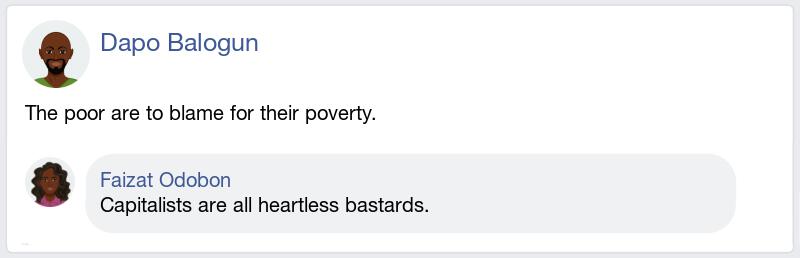 Dapo Balogun
The poor are to blame for their poverty.
Faizat Odobon
Capitalists are all heartless bastards.